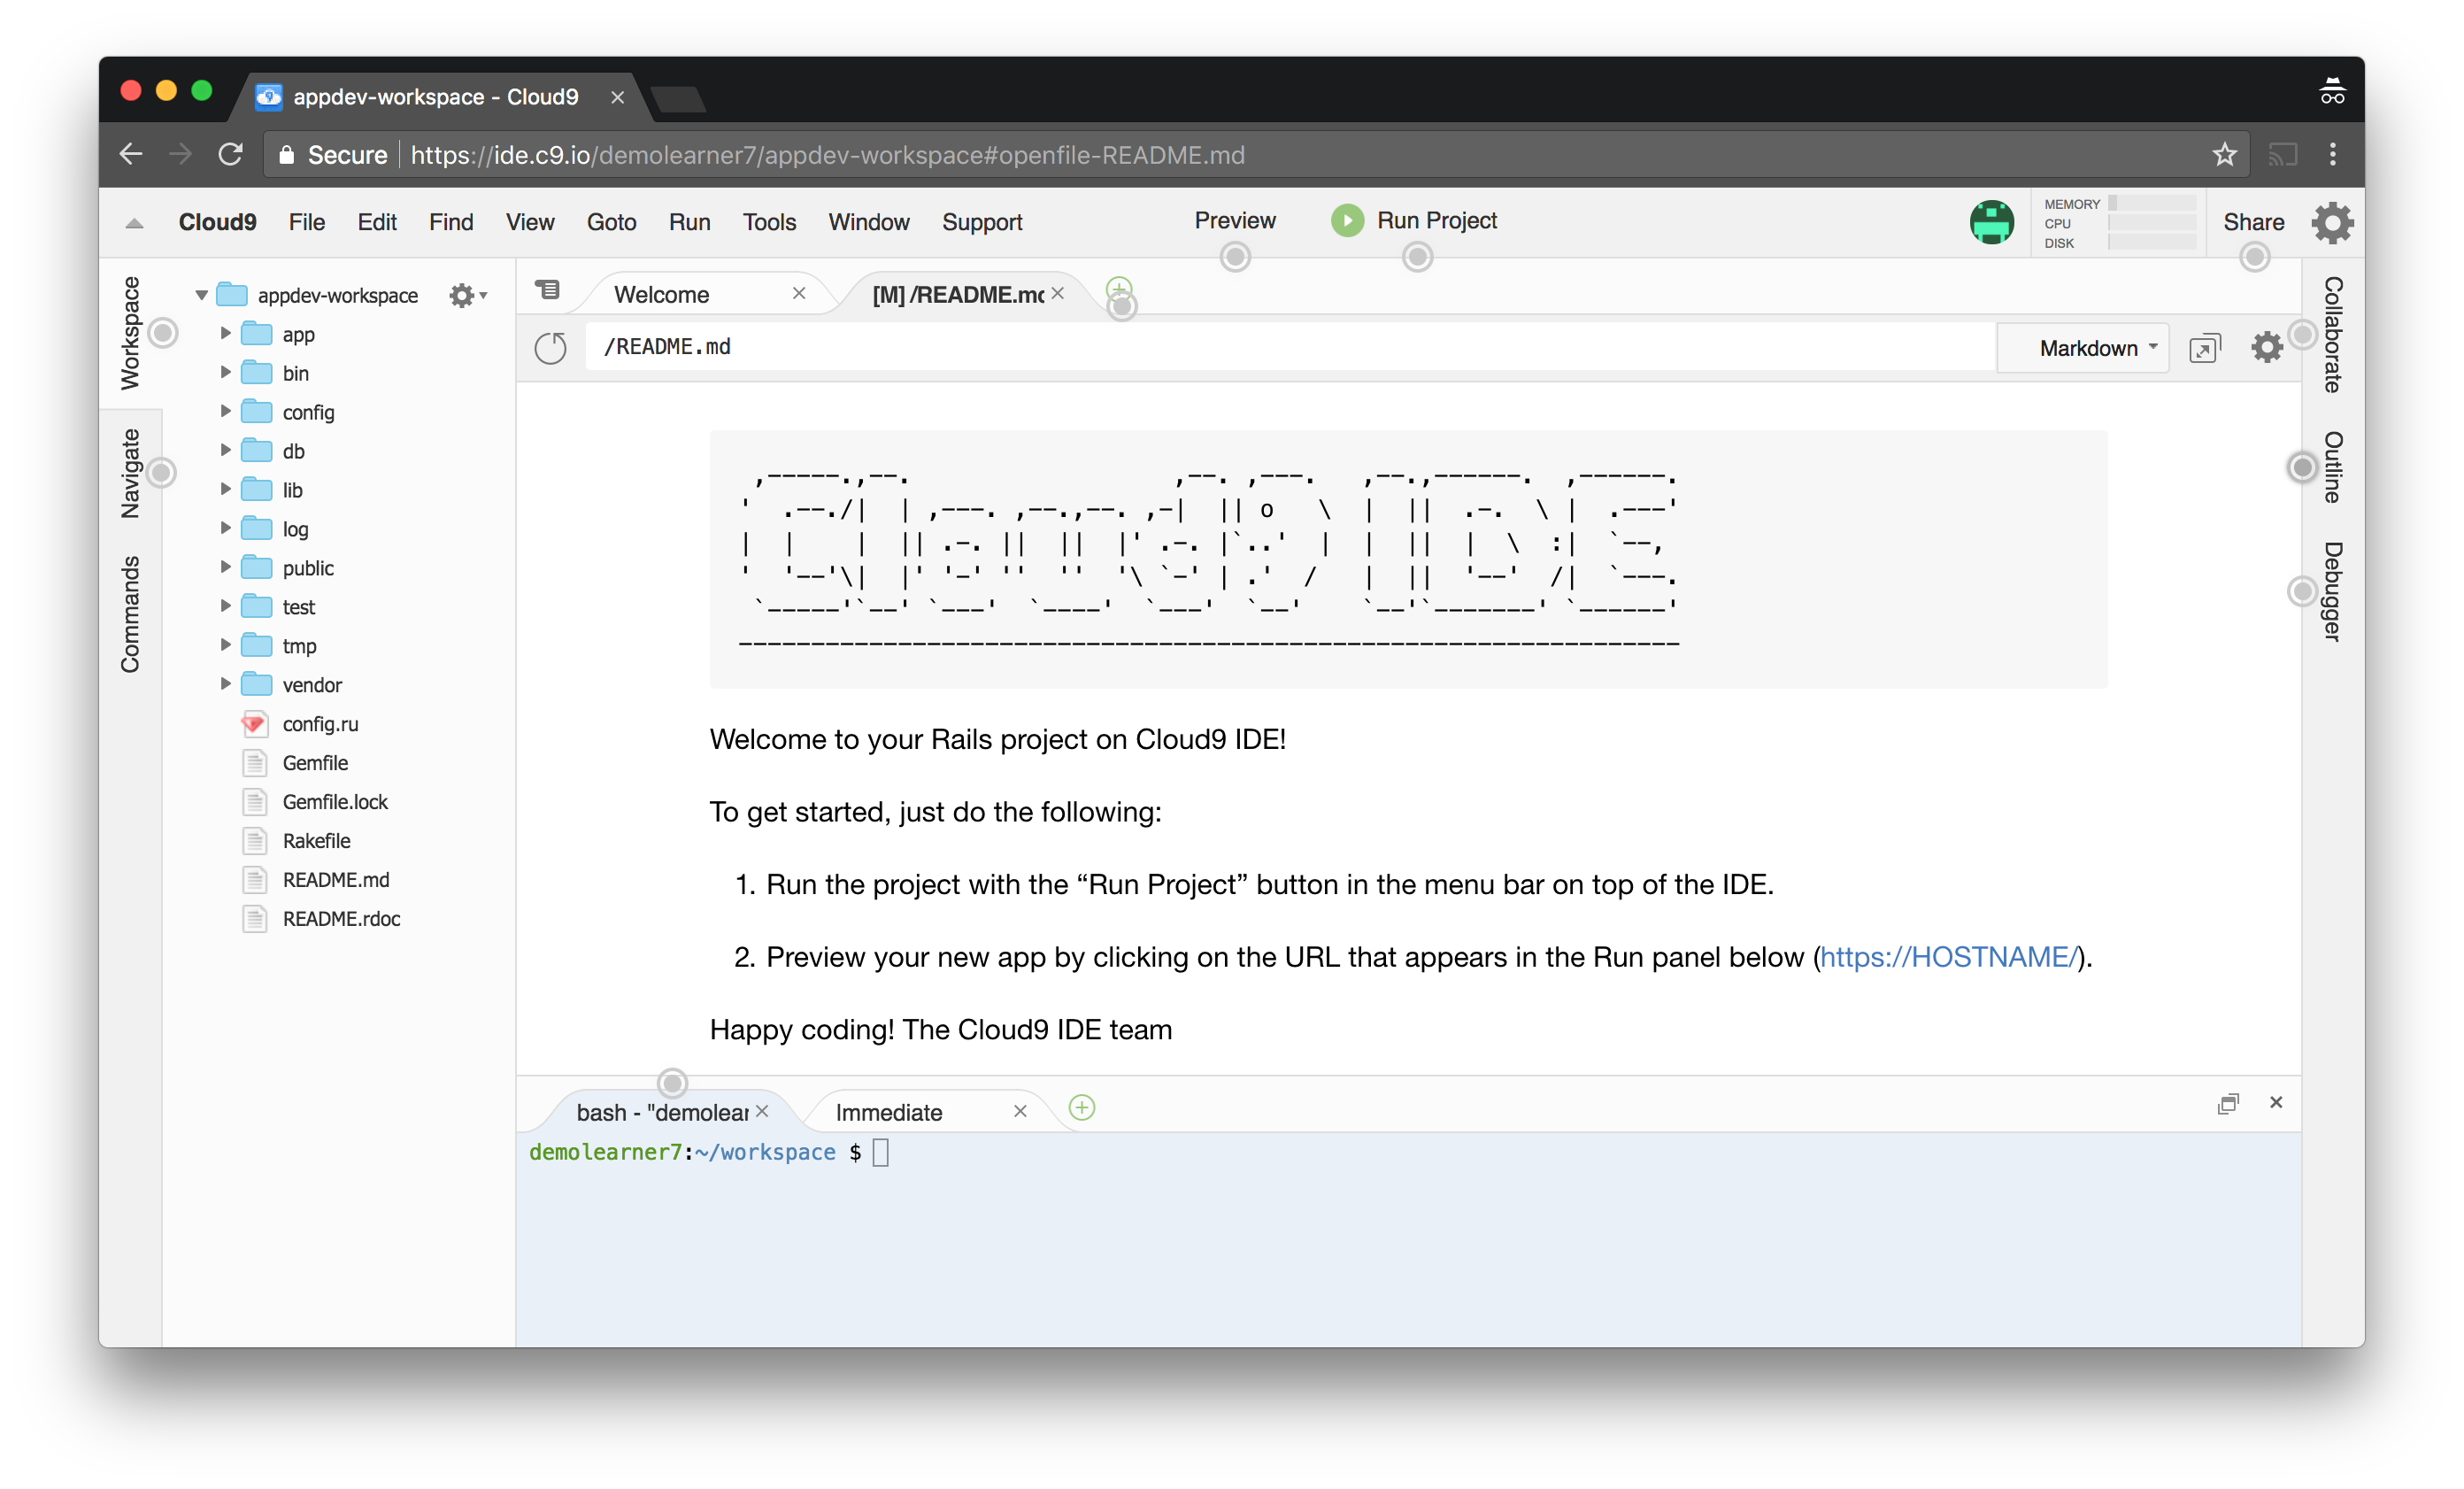 appdev-workspace - Cloud9
Secure https://ide.c9.io/demolearner7/appdev-workspace#openfile-README.md
Cloud9 File Edit Find View Goto Run Tools Window Support Preview Run Project MEMORY CPU DISK Share
Workspace
Navigate
Commands
appdev-workspace
app
bin
config
db
lib
log
public
test
tmp
vendor
config.ru
Gemfile
Gemfile.lock
Rakefile
README.md
README.rdoc
Welcome [M] /README.mc
/README.md Markdown
Cloud9 IDE
Welcome to your Rails project on Cloud9 IDE!
To get started, just do the following:
1. Run the project with the “Run Project” button in the menu bar on top of the IDE.
2. Preview your new app by clicking on the URL that appears in the Run panel below (https://HOSTNAME/).
Happy coding! The Cloud9 IDE team
bash - "demolear Immediate
demolearner7:~/workspace $
Collaborate
Outline
Debugger